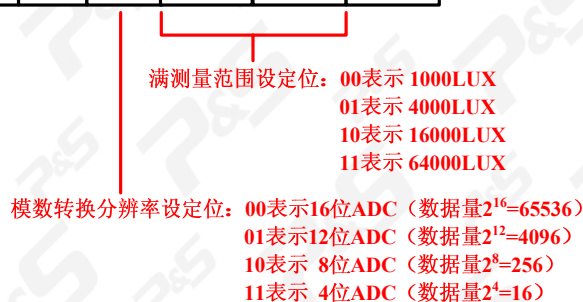 满测量范围设定位：00表示 1000LUX
01表示 4000LUX
10表示 16000LUX
11表示 64000LUX
模数转换分辨率设定位：00表示16位ADC（数据量2¹⁶=65536）
01表示12位ADC（数据量2¹²=4096）
10表示 8位ADC（数据量2⁸=256）
11表示 4位ADC（数据量2⁴=16）
P&S
P&S
P&S
P&S
P&S